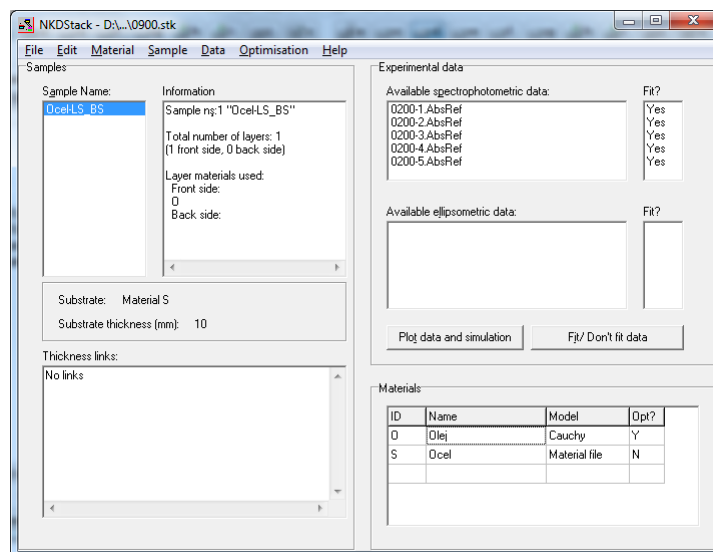 NKDStack - D:\...\0900.stk
File Edit Material Sample Data Optimisation Help
Samples
Sample Name:
Ocel-LS_BS
Information
Sample nş:1 "Ocel-LS_BS"
Total number of layers: 1
(1 front side, 0 back side)
Layer materials used:
Front side:
O
Back side:
Substrate: Material S
Substrate thickness (mm): 10
Thickness links:
No links
Experimental data
Available spectrophotometric data:
Fit?
0200-1.AbsRef Yes
0200-2.AbsRef Yes
0200-3.AbsRef Yes
0200-4.AbsRef Yes
0200-5.AbsRef Yes
Available ellipsometric data:
Fit?
Plot data and simulation
Fit/ Don't fit data
Materials
ID Name Model Opt?
O Olej Cauchy Y
S Ocel Material file N